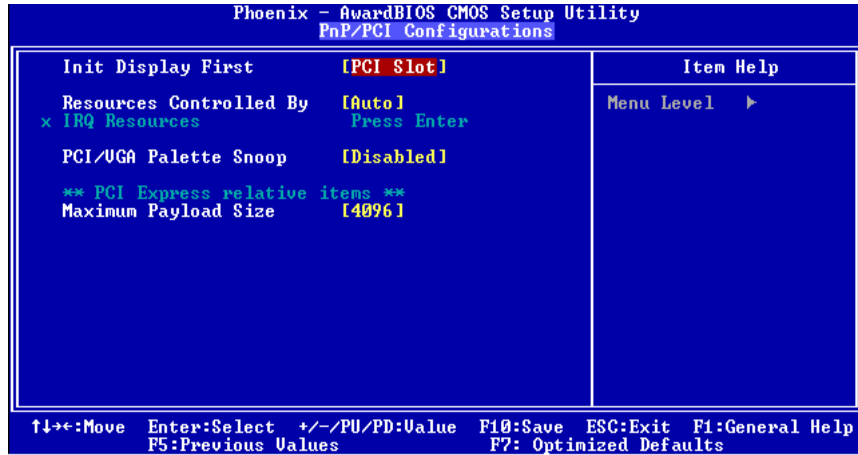 Phoenix - AwardBIOS CMOS Setup Utility
PnP/PCI Configurations
Init Display First [PCI Slot]
Resources Controlled By [Auto]
x IRQ Resources Press Enter
PCI/VGA Palette Snoop [Disabled]
** PCI Express relative items **
Maximum Payload Size [4096]
Item Help
Menu Level ►
↑↓→←:Move Enter:Select +/-/PU/PD:Value F10:Save ESC:Exit F1:General Help
F5:Previous Values F7: Optimized Defaults